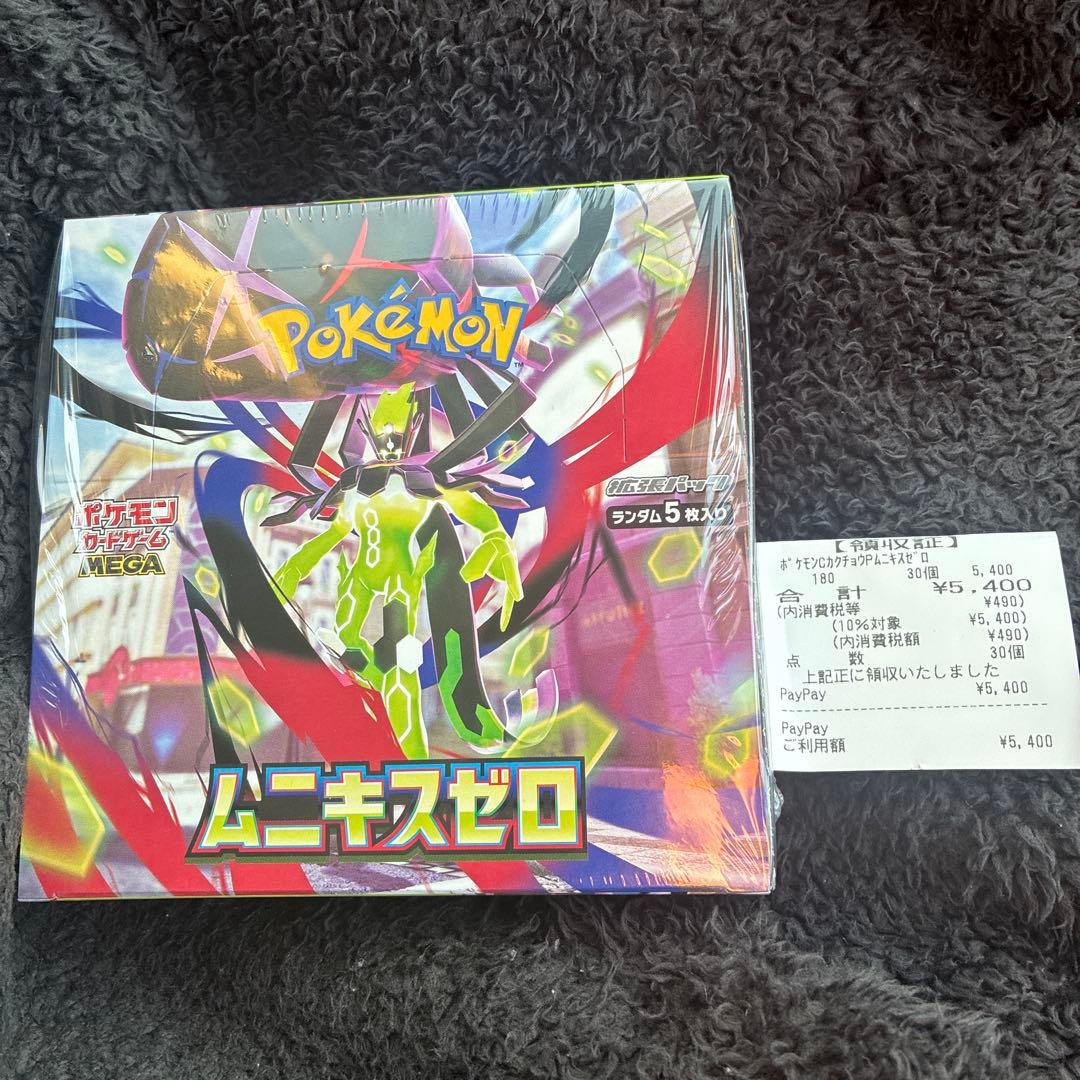 POKÉMON
TM
ポケモン
カードゲーム
MEGA
拡張パック
ランダム5枚入り
ムニキスゼロ
【領収証】
ポケモンCカクチョウPムニキスゼロ
180 30個 5,400
合 計 ¥5,400
(内消費税等 ¥490)
(10%対象 ¥5,400)
(内消費税額 ¥490)
点 数 30個
上記正に領収いたしました
PayPay ¥5,400
PayPay
ご利用額 ¥5,400